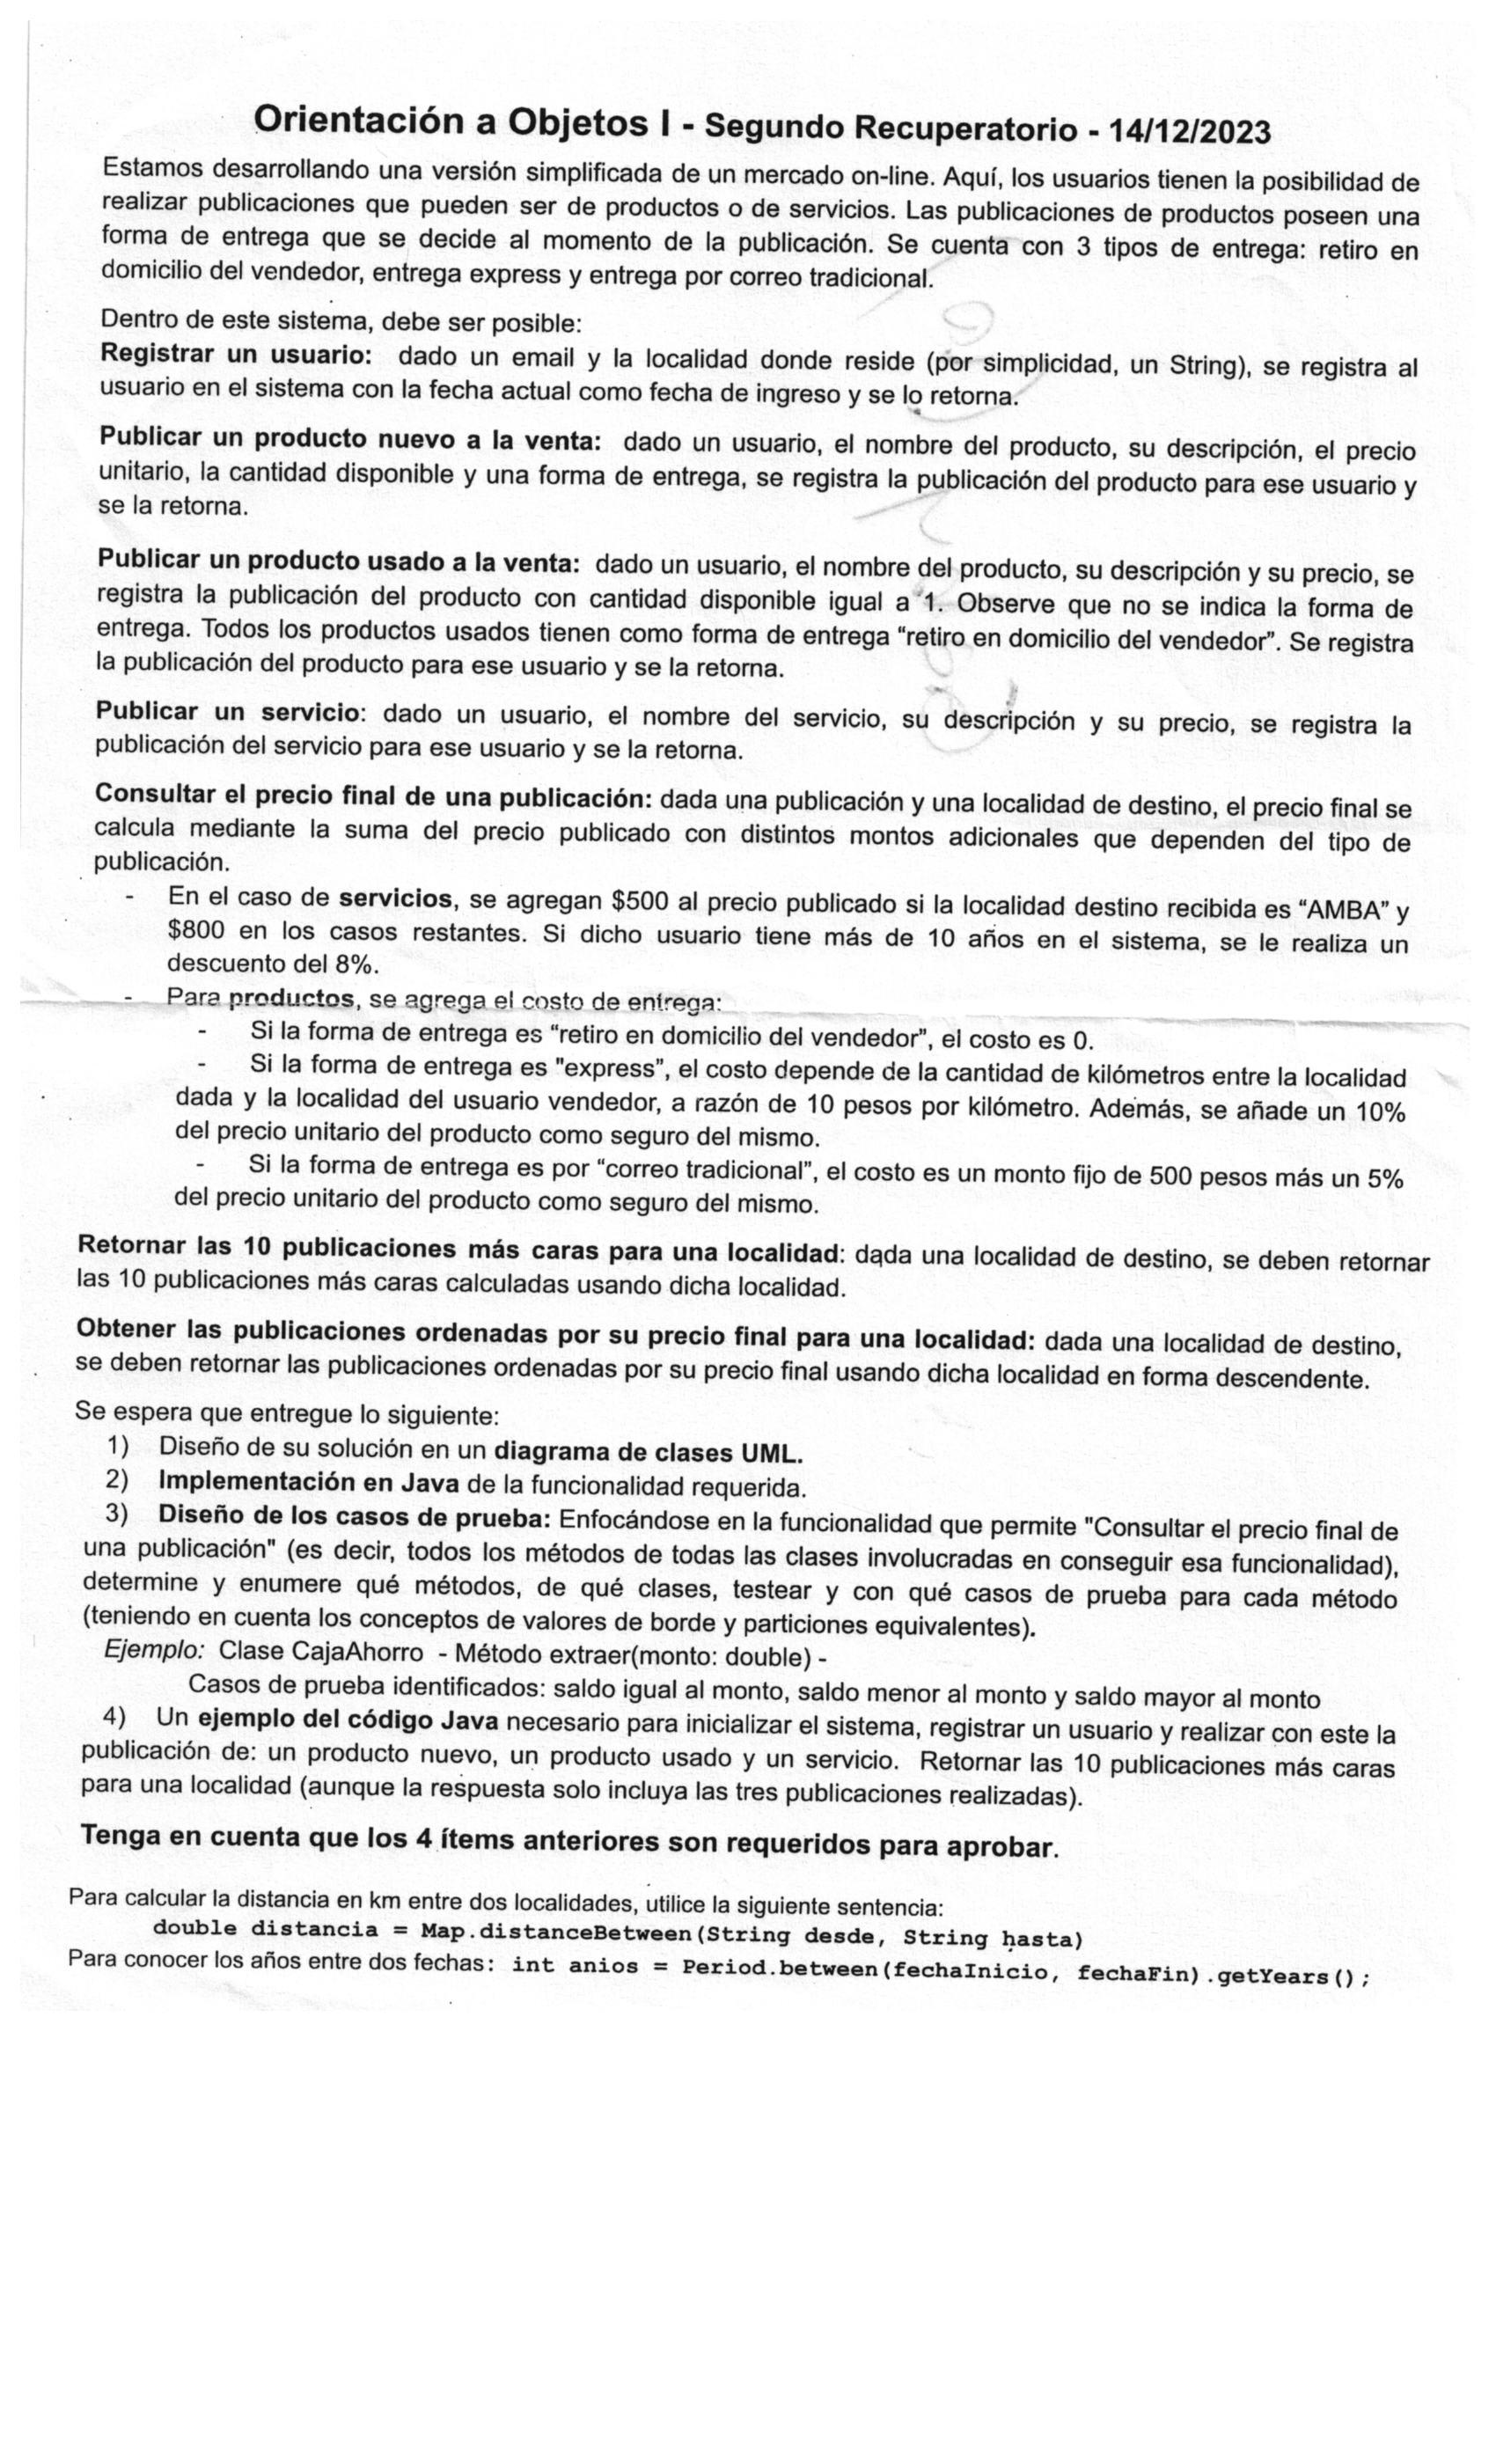 Orientación a Objetos I - Segundo Recuperatorio - 14/12/2023
Estamos desarrollando una versión simplificada de un mercado on-line. Aquí, los usuarios tienen la posibilidad de
realizar publicaciones que pueden ser de productos o de servicios. Las publicaciones de productos poseen una
forma de entrega que se decide al momento de la publicación. Se cuenta con 3 tipos de entrega: retiro en
domicilio del vendedor, entrega express y entrega por correo tradicional.
Dentro de este sistema, debe ser posible:
Registrar un usuario: dado un email y la localidad donde reside (por simplicidad, un String), se registra al
usuario en el sistema con la fecha actual como fecha de ingreso y se lo retorna.
Publicar un producto nuevo a la venta: dado un usuario, el nombre del producto, su descripción, el precio
unitario, la cantidad disponible y una forma de entrega, se registra la publicación del producto para ese usuario y
se la retorna.
Publicar un producto usado a la venta: dado un usuario, el nombre del producto, su descripción y su precio, se
registra la publicación del producto con cantidad disponible igual a 1. Observe que no se indica la forma de
entrega. Todos los productos usados tienen como forma de entrega “retiro en domicilio del vendedor”. Se registra
la publicación del producto para ese usuario y se la retorna.
Publicar un servicio: dado un usuario, el nombre del servicio, su descripción y su precio, se registra la
publicación del servicio para ese usuario y se la retorna.
Consultar el precio final de una publicación: dada una publicación y una localidad de destino, el precio final se
calcula mediante la suma del precio publicado con distintos montos adicionales que dependen del tipo de
publicación.
- En el caso de servicios, se agregan $500 al precio publicado si la localidad destino recibida es “AMBA” y
$800 en los casos restantes. Si dicho usuario tiene más de 10 años en el sistema, se le realiza un
descuento del 8%.
- Para productos, se agrega el costo de entrega:
- Si la forma de entrega es “retiro en domicilio del vendedor”, el costo es 0.
- Si la forma de entrega es "express”, el costo depende de la cantidad de kilómetros entre la localidad
dada y la localidad del usuario vendedor, a razón de 10 pesos por kilómetro. Además, se añade un 10%
del precio unitario del producto como seguro del mismo.
- Si la forma de entrega es por “correo tradicional”, el costo es un monto fijo de 500 pesos más un 5%
del precio unitario del producto como seguro del mismo.
Retornar las 10 publicaciones más caras para una localidad: dada una localidad de destino, se deben retornar
las 10 publicaciones más caras calculadas usando dicha localidad.
Obtener las publicaciones ordenadas por su precio final para una localidad: dada una localidad de destino,
se deben retornar las publicaciones ordenadas por su precio final usando dicha localidad en forma descendente.
Se espera que entregue lo siguiente:
1) Diseño de su solución en un diagrama de clases UML.
2) Implementación en Java de la funcionalidad requerida.
3) Diseño de los casos de prueba: Enfocándose en la funcionalidad que permite "Consultar el precio final de
una publicación" (es decir, todos los métodos de todas las clases involucradas en conseguir esa funcionalidad),
determine y enumere qué métodos, de qué clases, testear y con qué casos de prueba para cada método
(teniendo en cuenta los conceptos de valores de borde y particiones equivalentes).
Ejemplo: Clase CajaAhorro - Método extraer(monto: double) -
Casos de prueba identificados: saldo igual al monto, saldo menor al monto y saldo mayor al monto
4) Un ejemplo del código Java necesario para inicializar el sistema, registrar un usuario y realizar con este la
publicación de: un producto nuevo, un producto usado y un servicio. Retornar las 10 publicaciones más caras
para una localidad (aunque la respuesta solo incluya las tres publicaciones realizadas).
Tenga en cuenta que los 4 ítems anteriores son requeridos para aprobar.
Para calcular la distancia en km entre dos localidades, utilice la siguiente sentencia:
double distancia = Map.distanceBetween(String desde, String hasta)
Para conocer los años entre dos fechas: int anios = Period.between(fechaInicio, fechaFin).getYears();